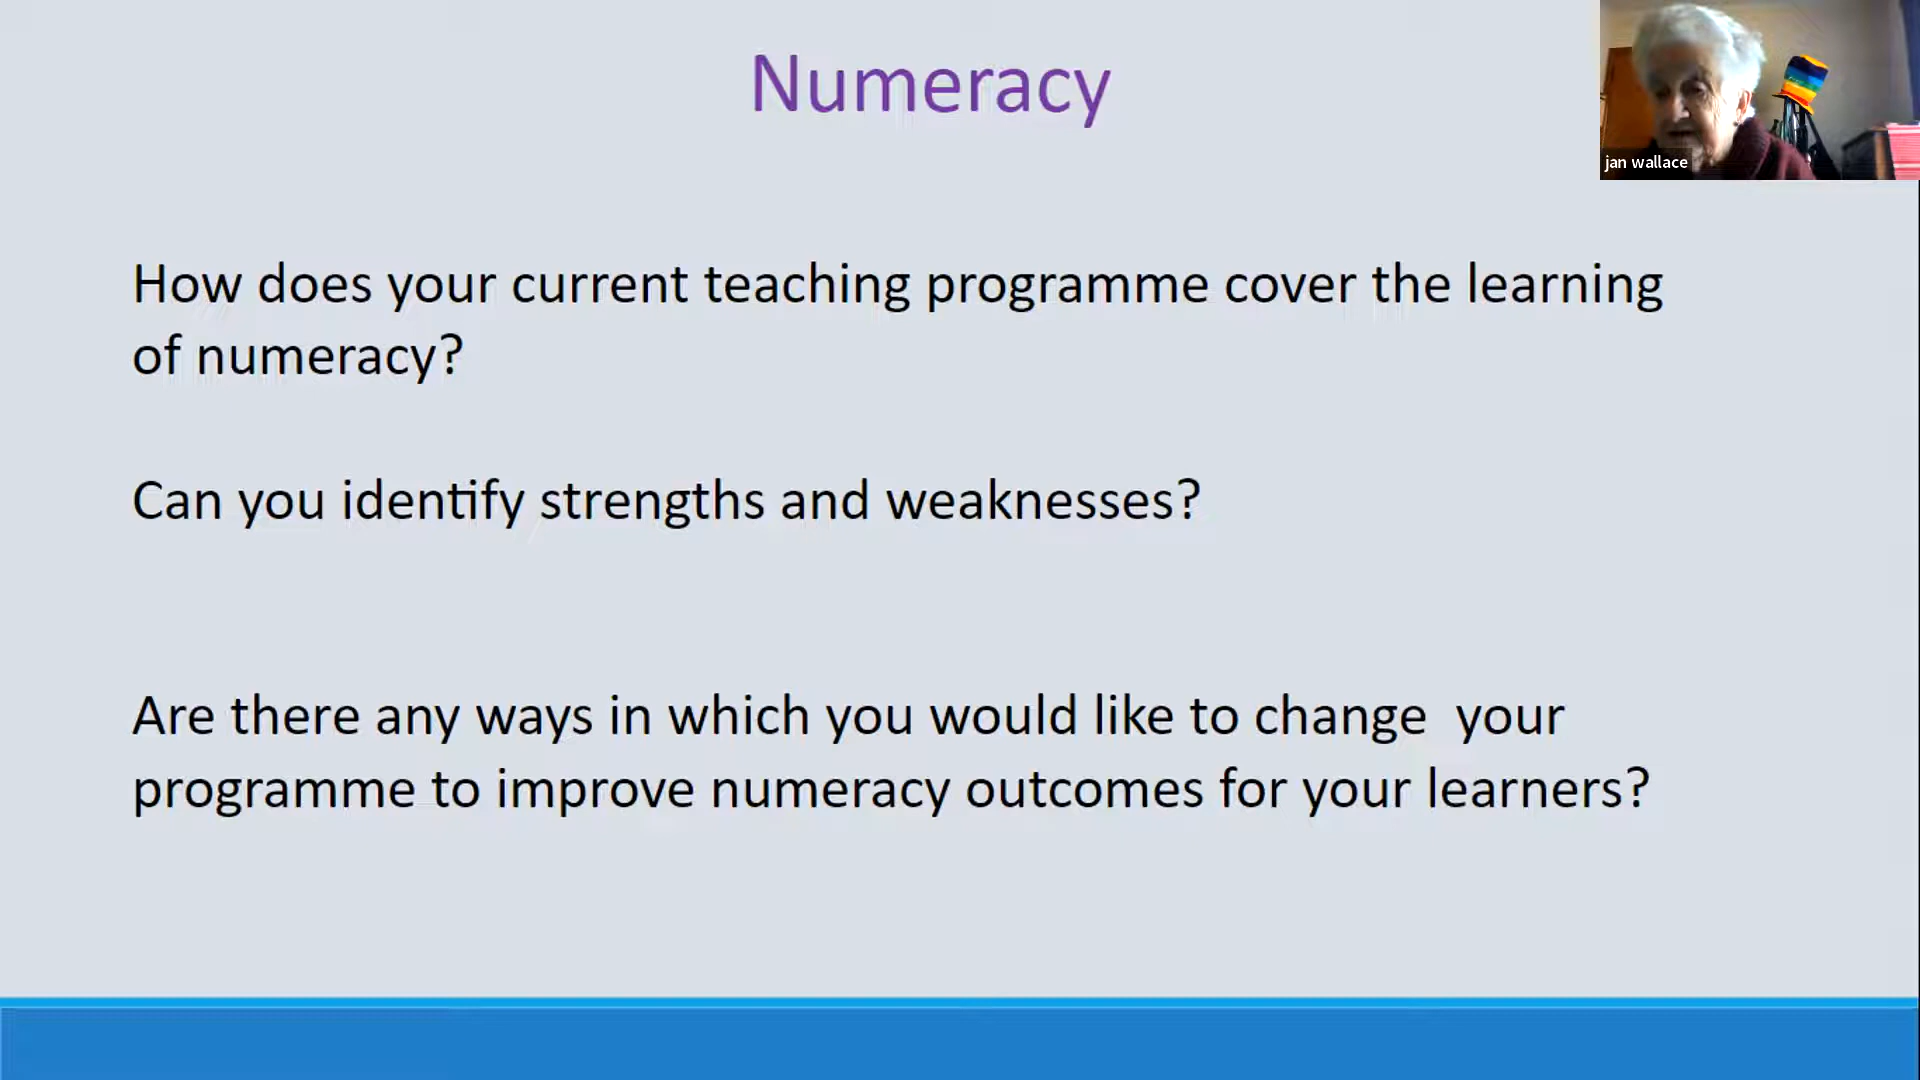 Numeracy
jan wallace
How does your current teaching programme cover the learning
of numeracy?
Can you identify strengths and weaknesses?
Are there any ways in which you would like to change  your
programme to improve numeracy outcomes for your learners?